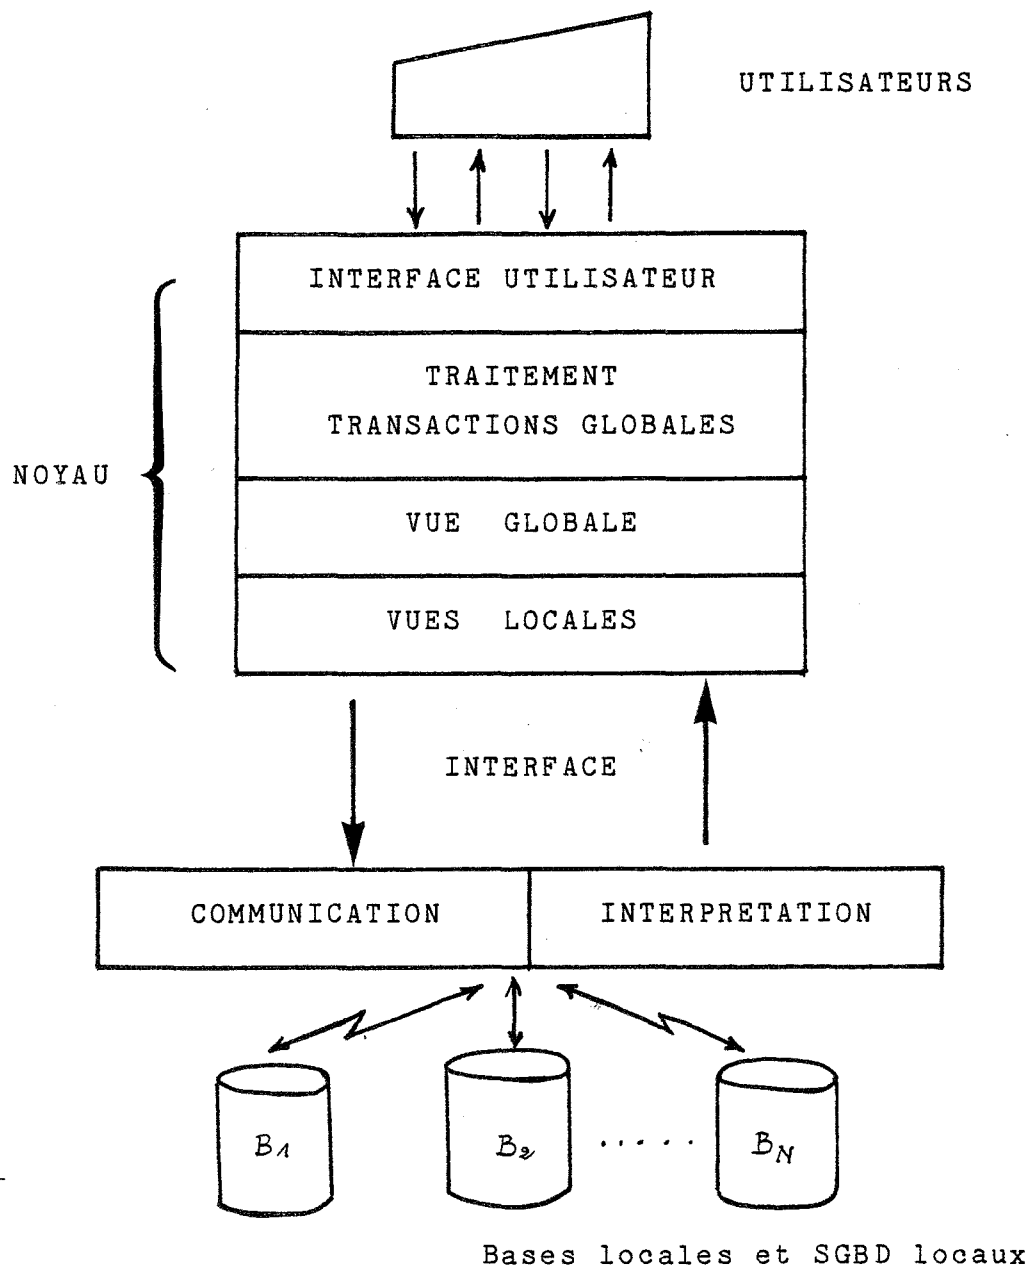 UTILISATEURS
INTERFACE UTILISATEUR
TRAITEMENT
TRANSACTIONS GLOBALES
NOYAU
VUE GLOBALE
VUES LOCALES
INTERFACE
COMMUNICATION
INTERPRETATION
B1
B2
.....
BN
Bases locales et SGBD locaux